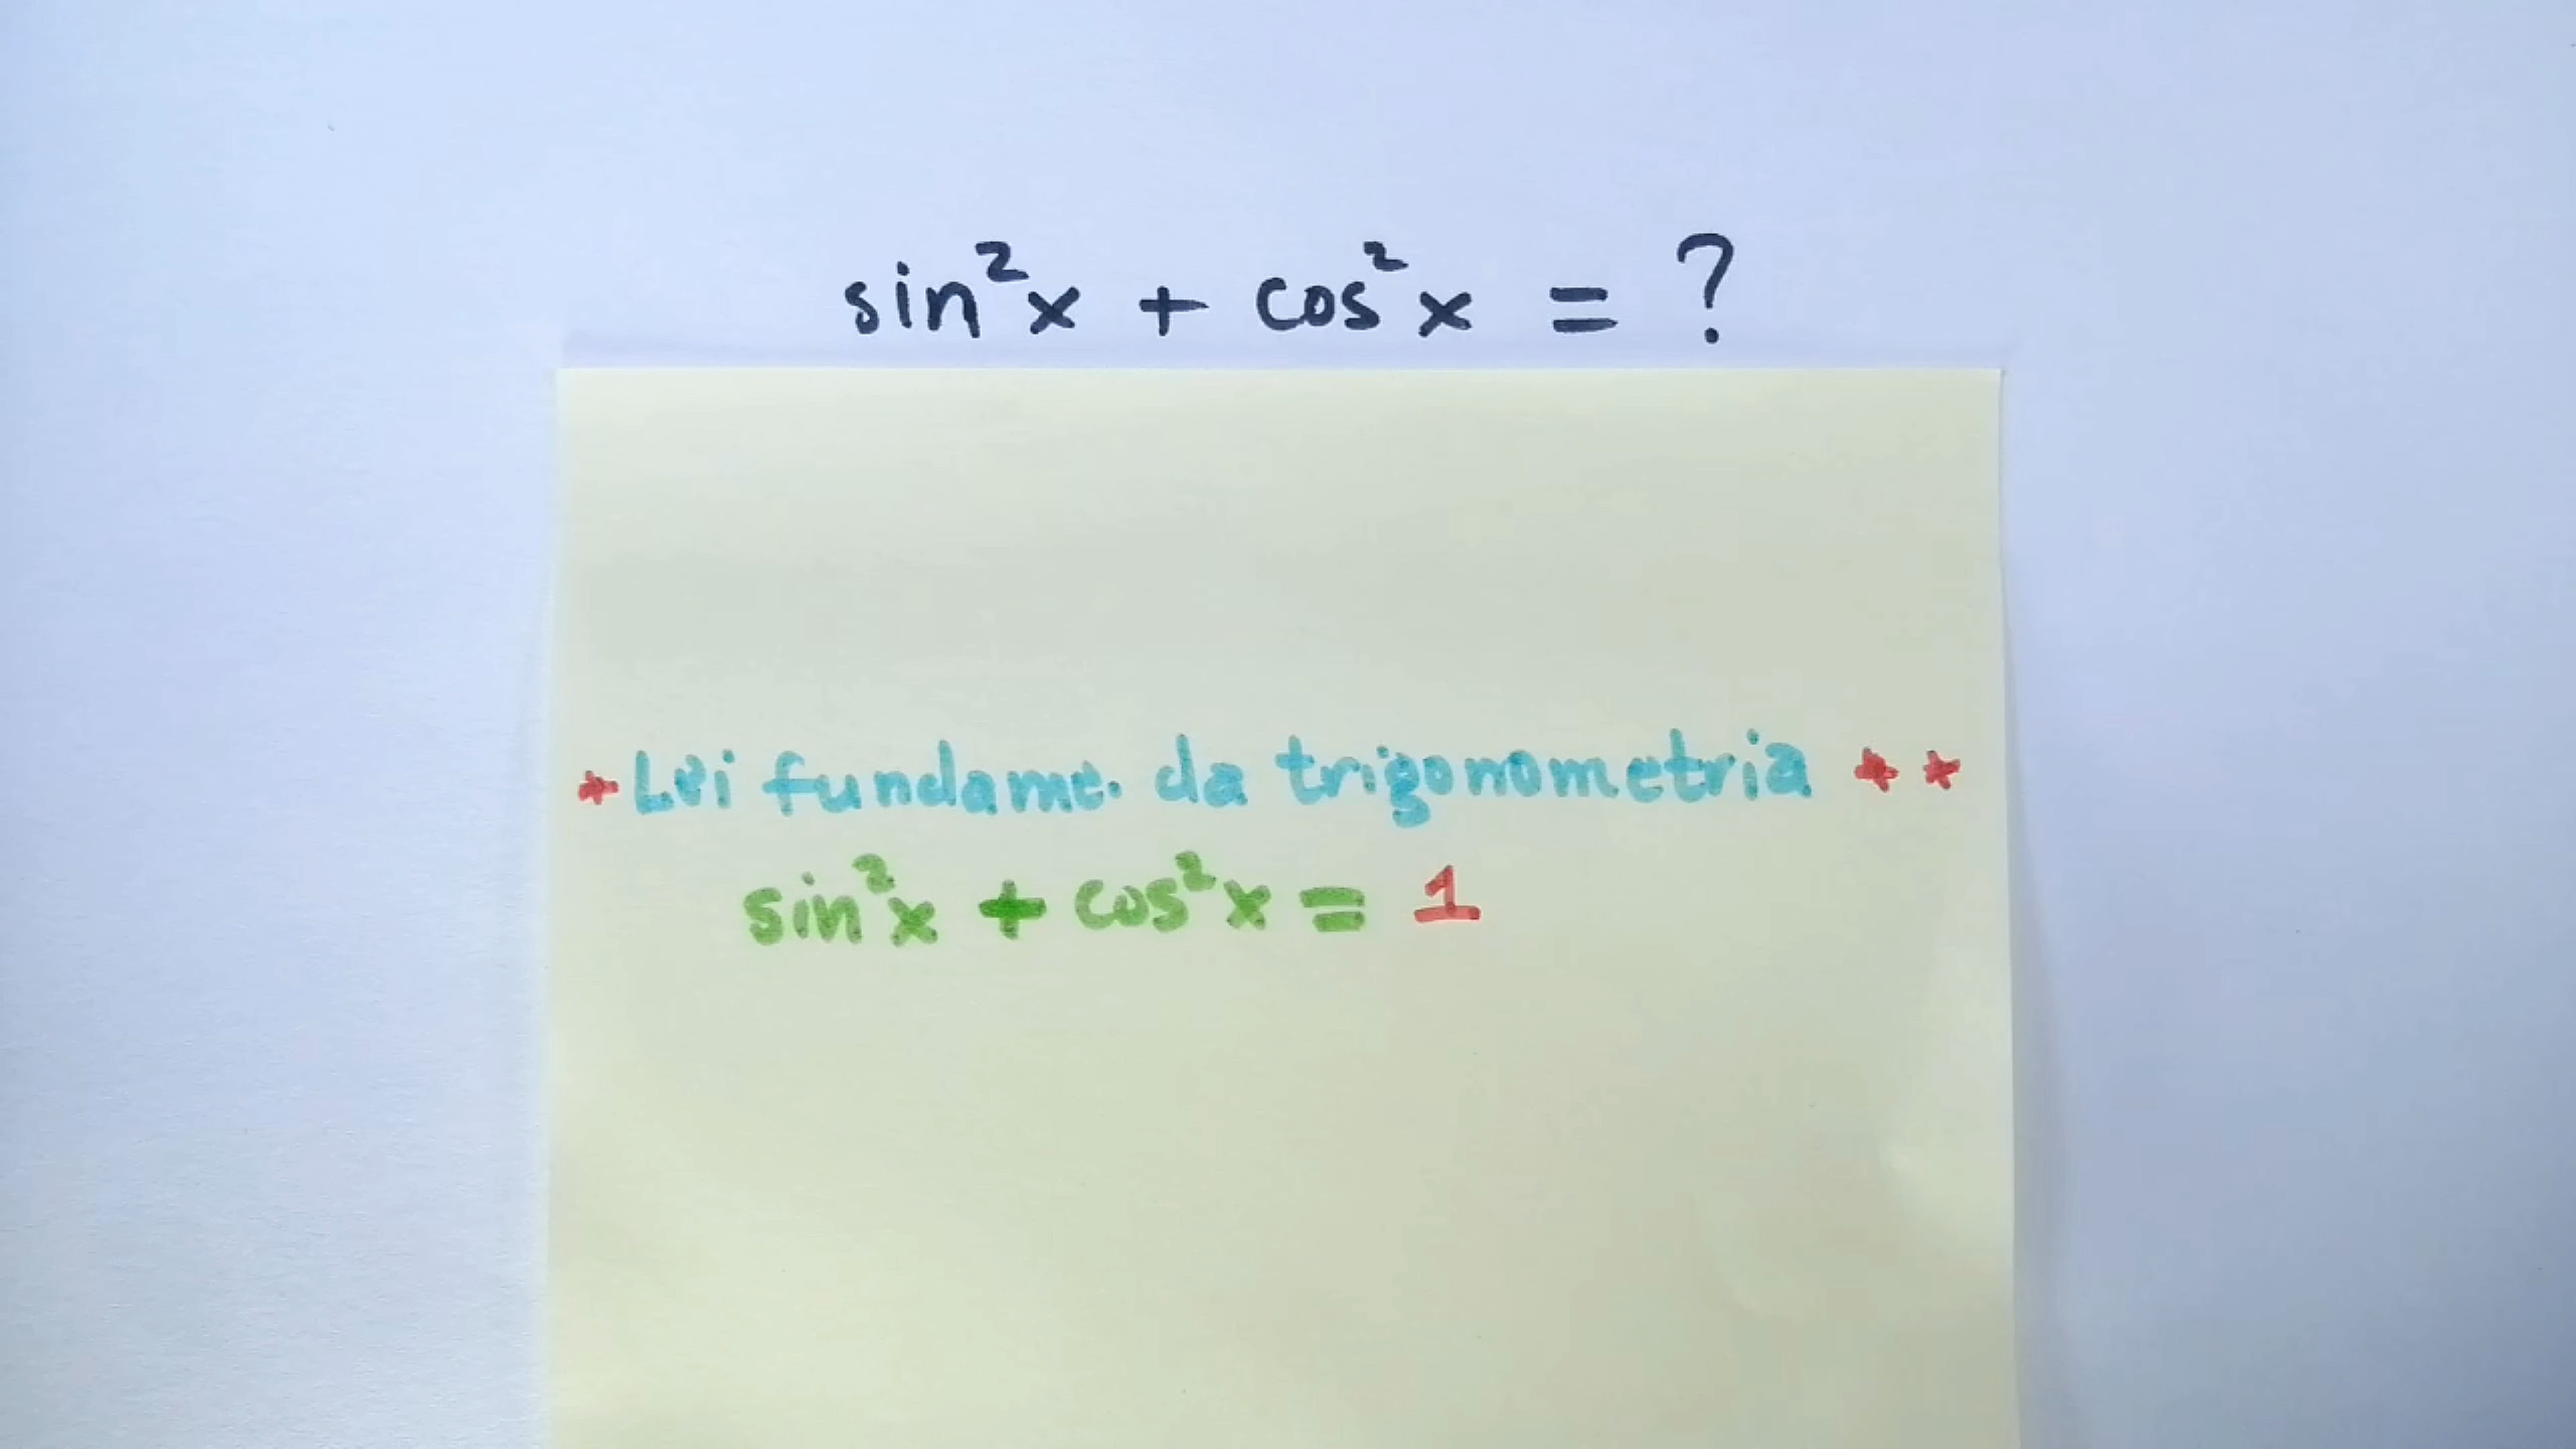 sin²x + cos²x = ?
* Lei fundame. da trigonometria * *
sin²x + cos²x = 1